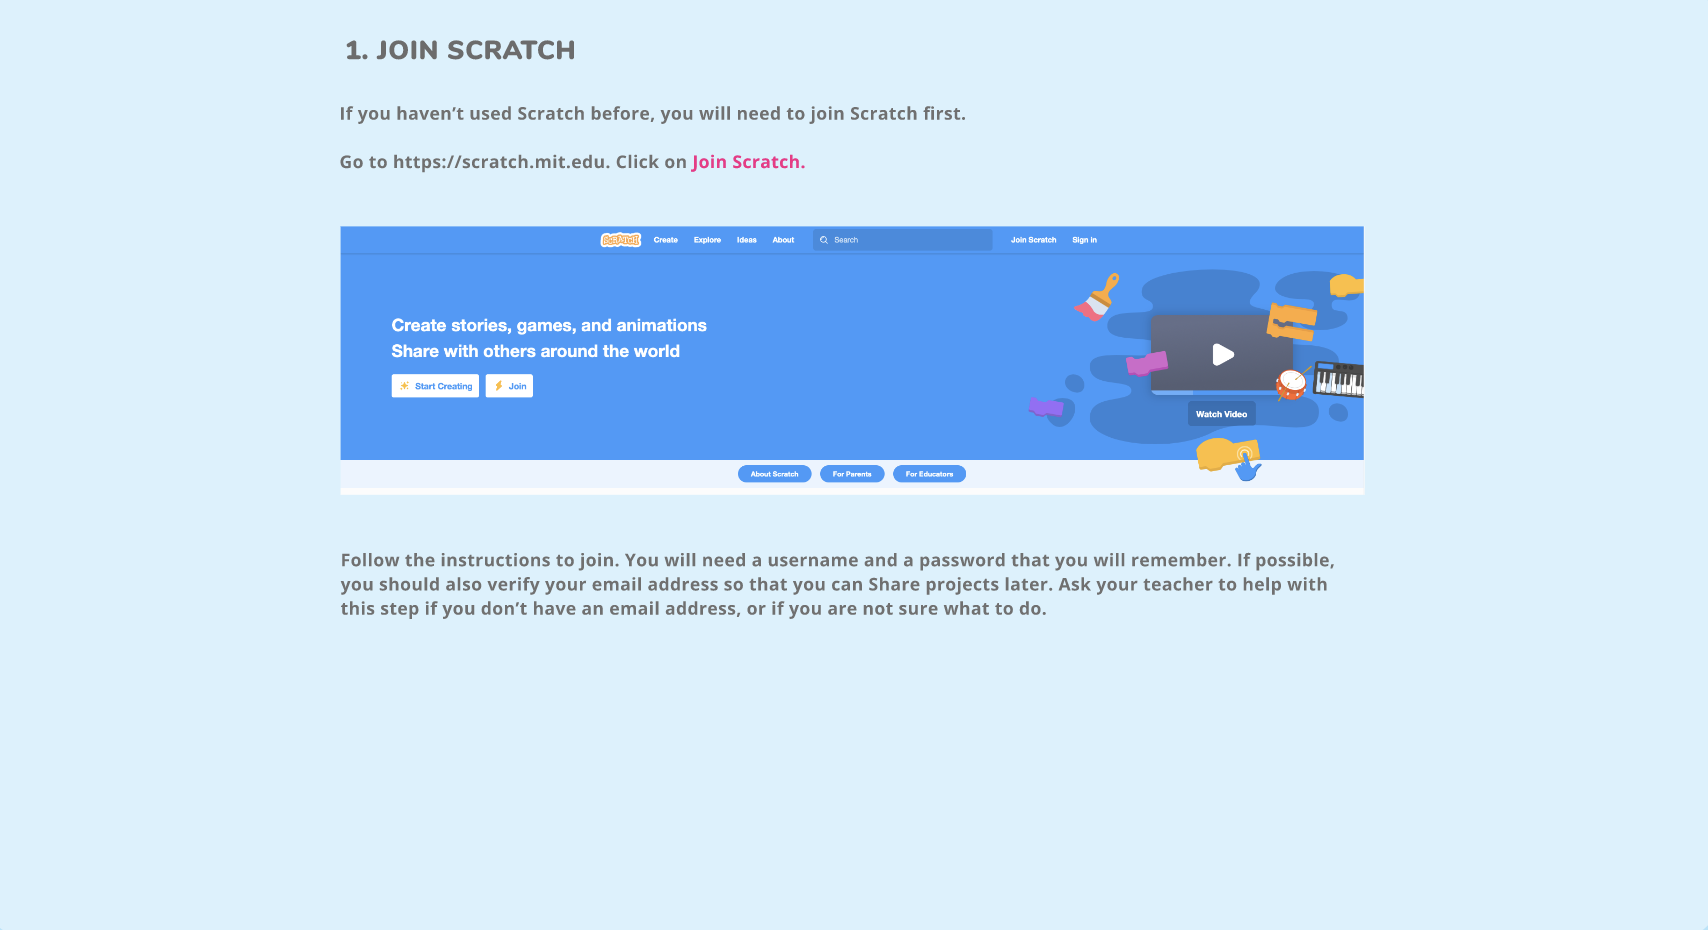 1. JOIN SCRATCH
If you haven’t used Scratch before, you will need to join Scratch first.
Go to https://scratch.mit.edu. Click on Join Scratch.
SCRATCH Create Explore Ideas About Search Join Scratch Sign in
Create stories, games, and animations
Share with others around the world
Start Creating Join
Watch Video
About Scratch For Parents For Educators
Follow the instructions to join. You will need a username and a password that you will remember. If possible,
you should also verify your email address so that you can Share projects later. Ask your teacher to help with
this step if you don’t have an email address, or if you are not sure what to do.